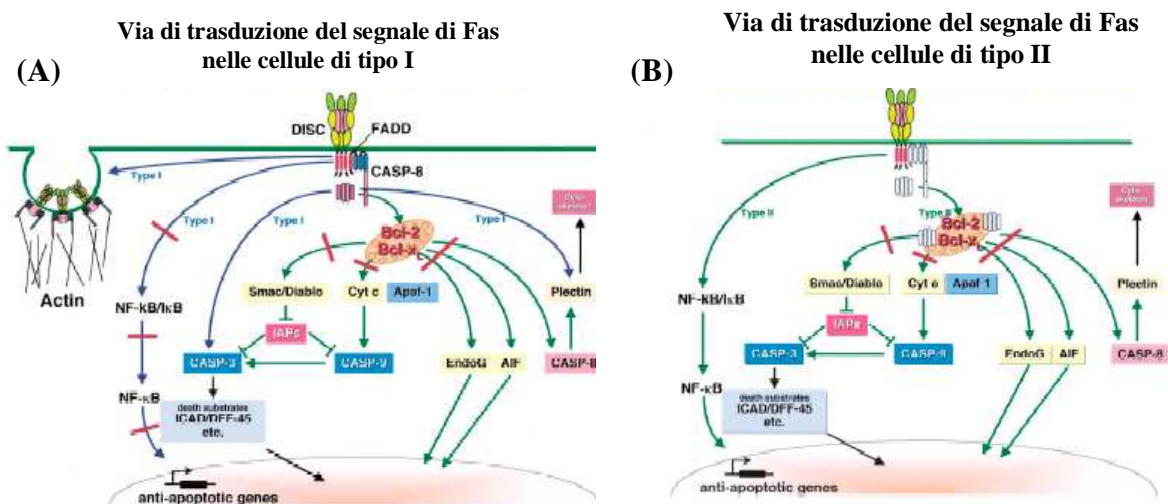 Via di trasduzione del segnale di Fas
nelle cellule di tipo I
(A)
DISC
FADD
CASP-8
Type I
Type I
Type I
Type I
Actin
Bcl-2
Bcl-xL
Smac/Diablo
Cyt c
Apaf-1
Plectin
NF-kB/IκB
IAPs
CASP-3
CASP-9
EndoG
AIF
CASP-8
NF-κB
death substrates
ICAD/DFF-45
etc.
anti-apoptotic genes
Via di trasduzione del segnale di Fas
nelle cellule di tipo II
(B)
Type II
Type II
Bcl-2
Bcl-xL
Smac/Diablo
Cyt c
Apaf-1
Plectin
NF-kB/IκB
IAPs
CASP-3
CASP-9
EndoG
AIF
CASP-8
NF-κB
death substrates
ICAD/DFF-45
etc.
anti-apoptotic genes